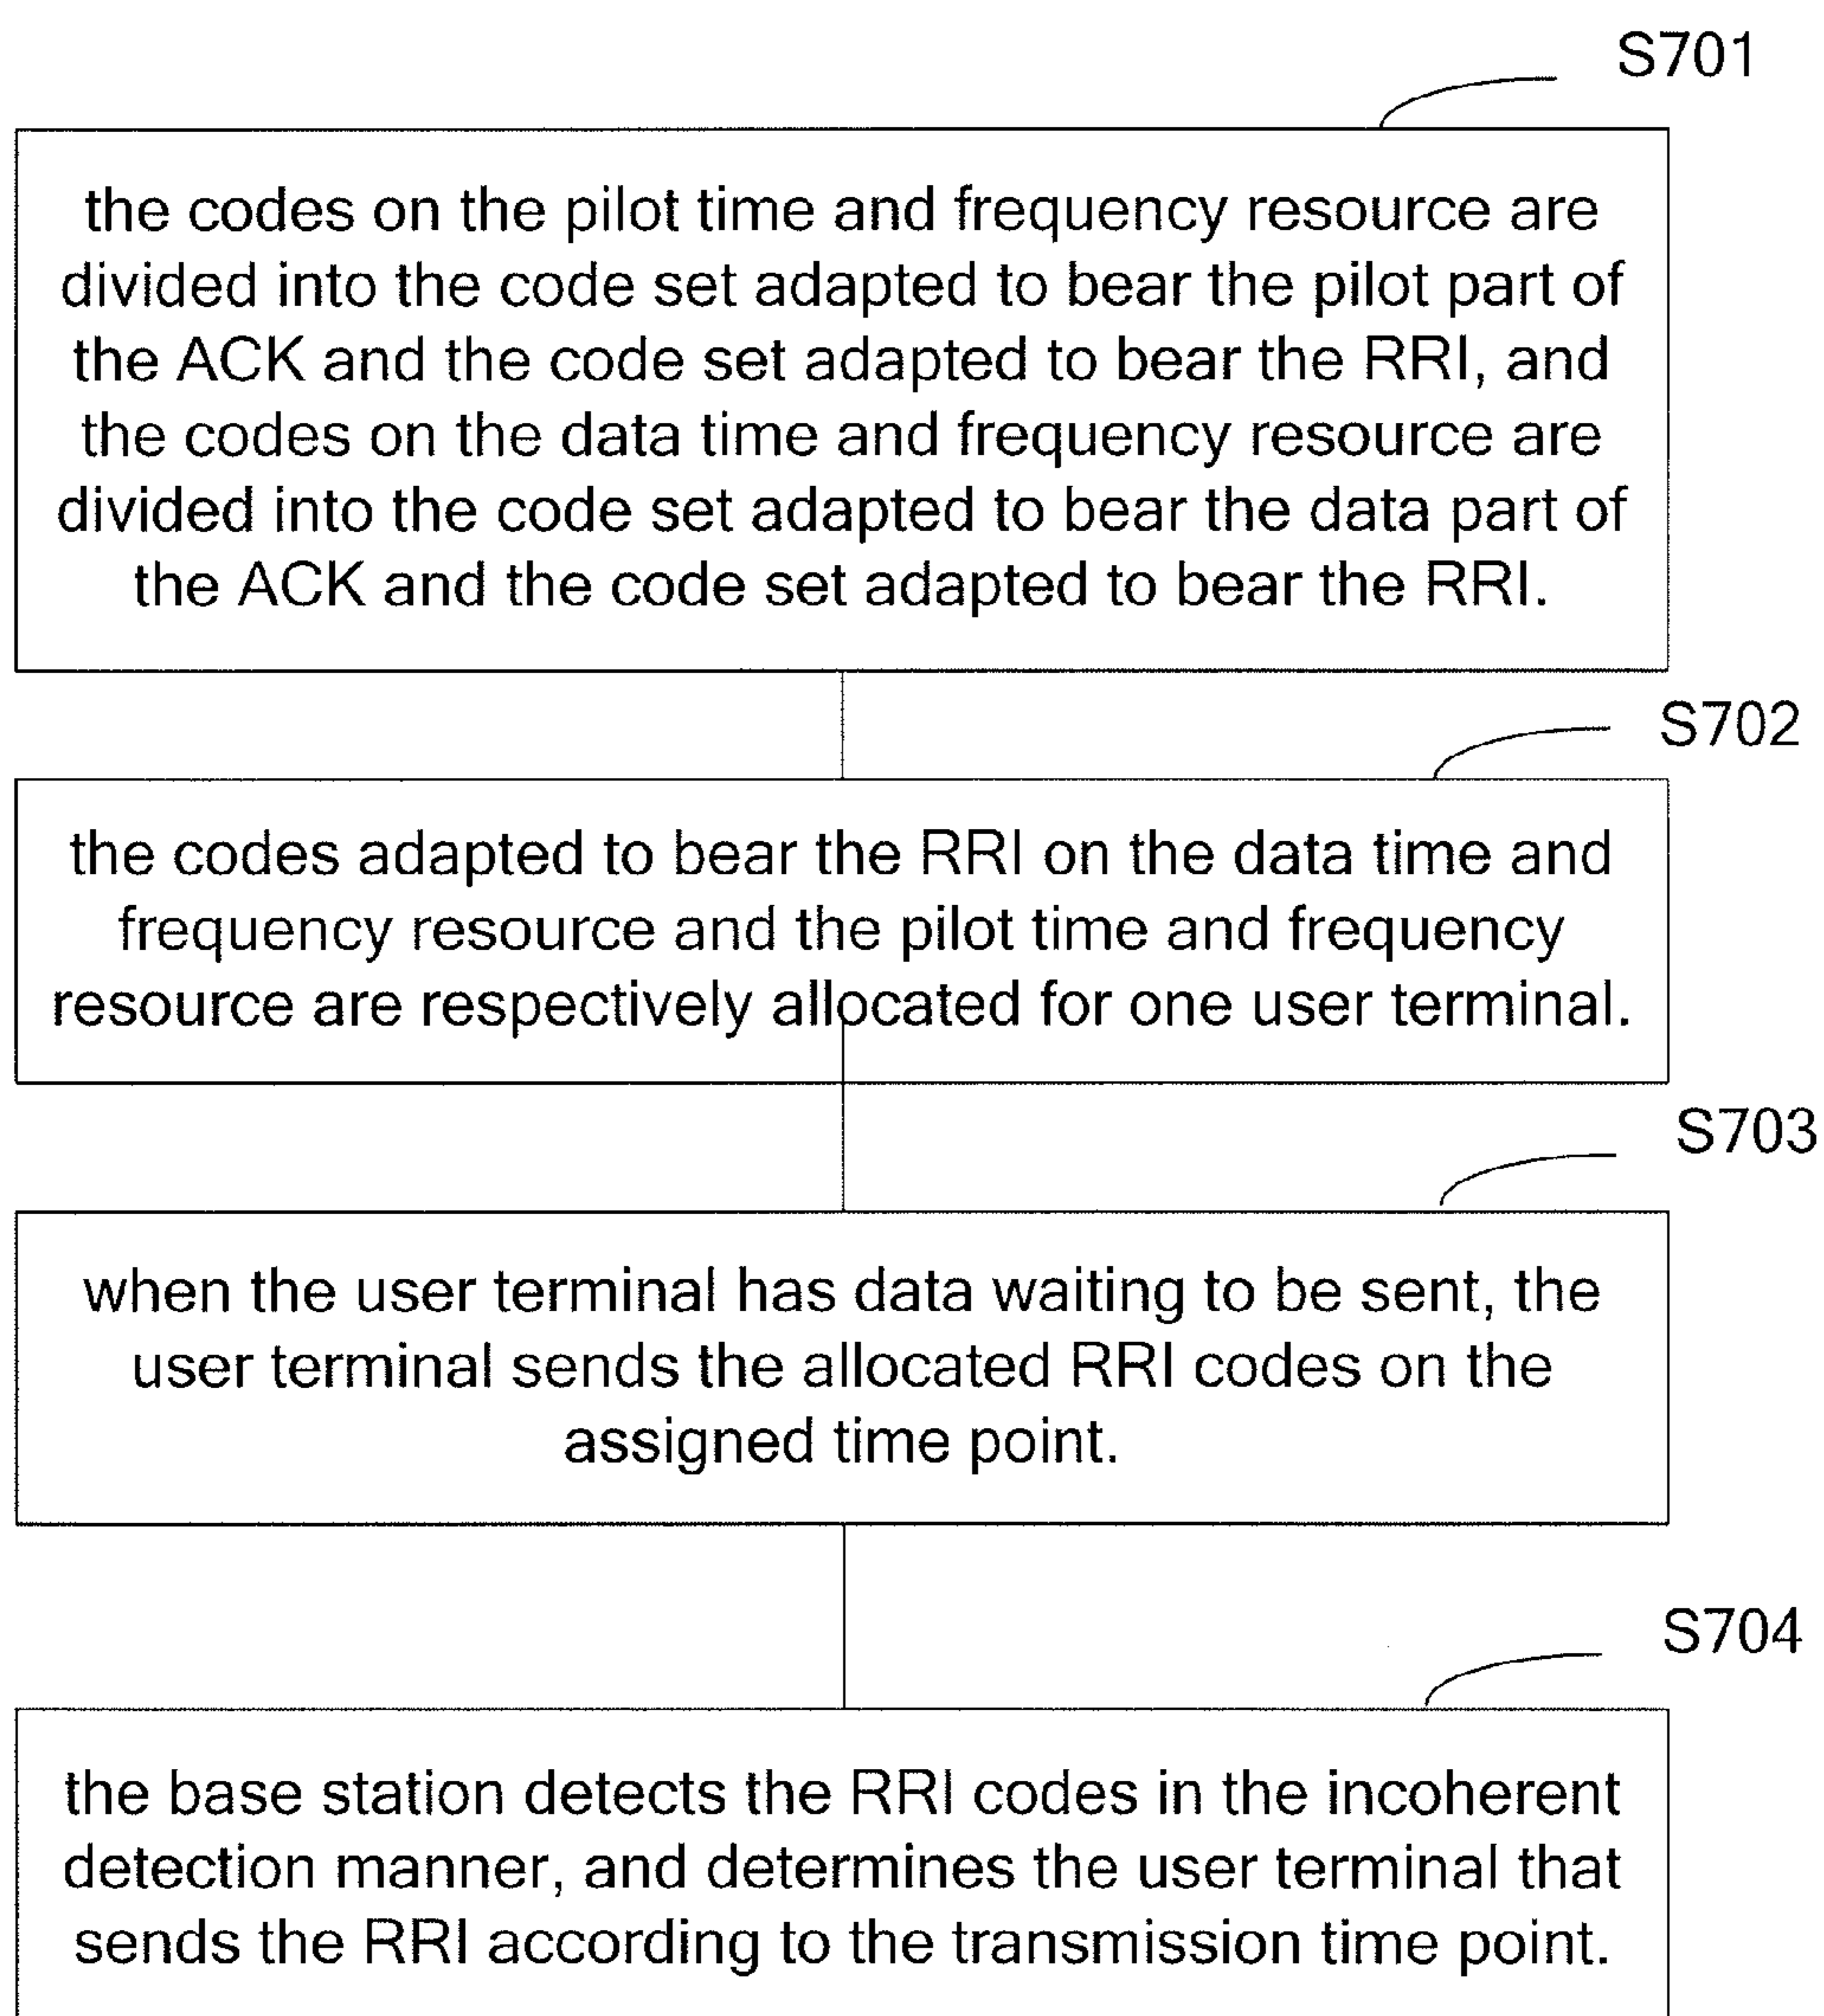 S701
the codes on the pilot time and frequency resource are
divided into the code set adapted to bear the pilot part of
the ACK and the code set adapted to bear the RRI, and
the codes on the data time and frequency resource are
divided into the code set adapted to bear the data part of
the ACK and the code set adapted to bear the RRI.
S702
the codes adapted to bear the RRI on the data time and
frequency resource and the pilot time and frequency
resource are respectively allocated for one user terminal.
S703
when the user terminal has data waiting to be sent, the
user terminal sends the allocated RRI codes on the
assigned time point.
S704
the base station detects the RRI codes in the incoherent
detection manner, and determines the user terminal that
sends the RRI according to the transmission time point.